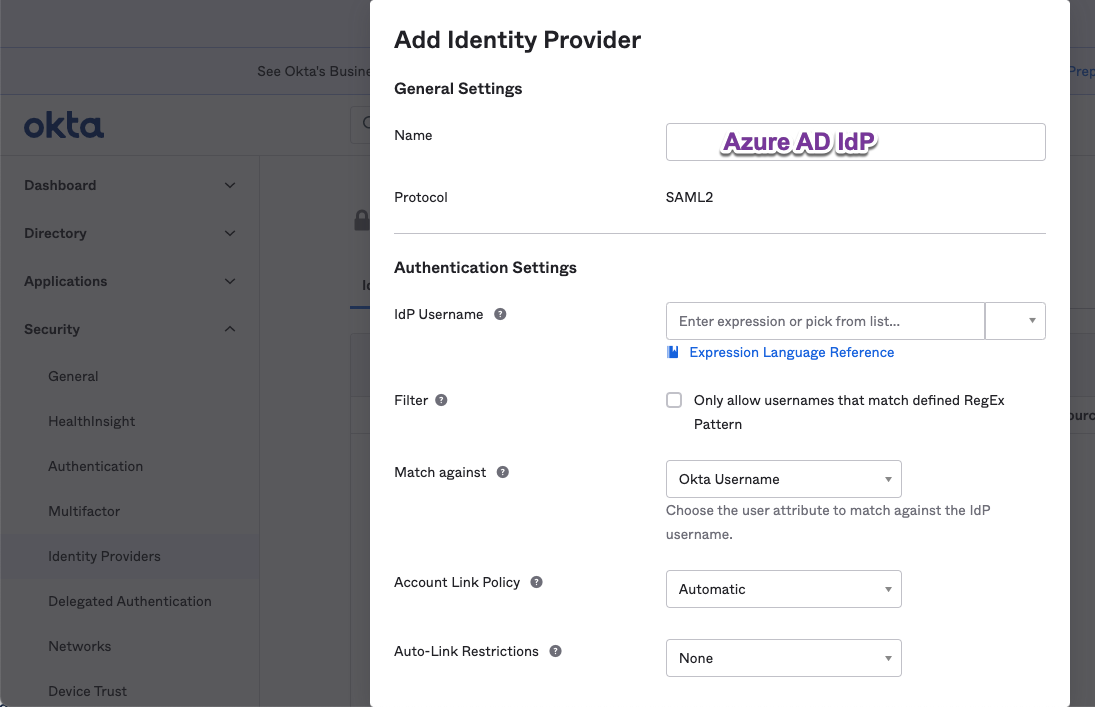 Add Identity Provider
General Settings
See Okta's Busine
Prep
okta
Name
Azure AD IdP
Dashboard
Protocol
SAML2
Directory
Authentication Settings
Applications
Security
IdP Username
Enter expression or pick from list...
Expression Language Reference
General
Filter
Only allow usernames that match defined RegEx
Pattern
HealthInsight
Authentication
Match against
Okta Username
Choose the user attribute to match against the IdP
username.
Multifactor
Identity Providers
Account Link Policy
Automatic
Delegated Authentication
Networks
Auto-Link Restrictions
None
Device Trust